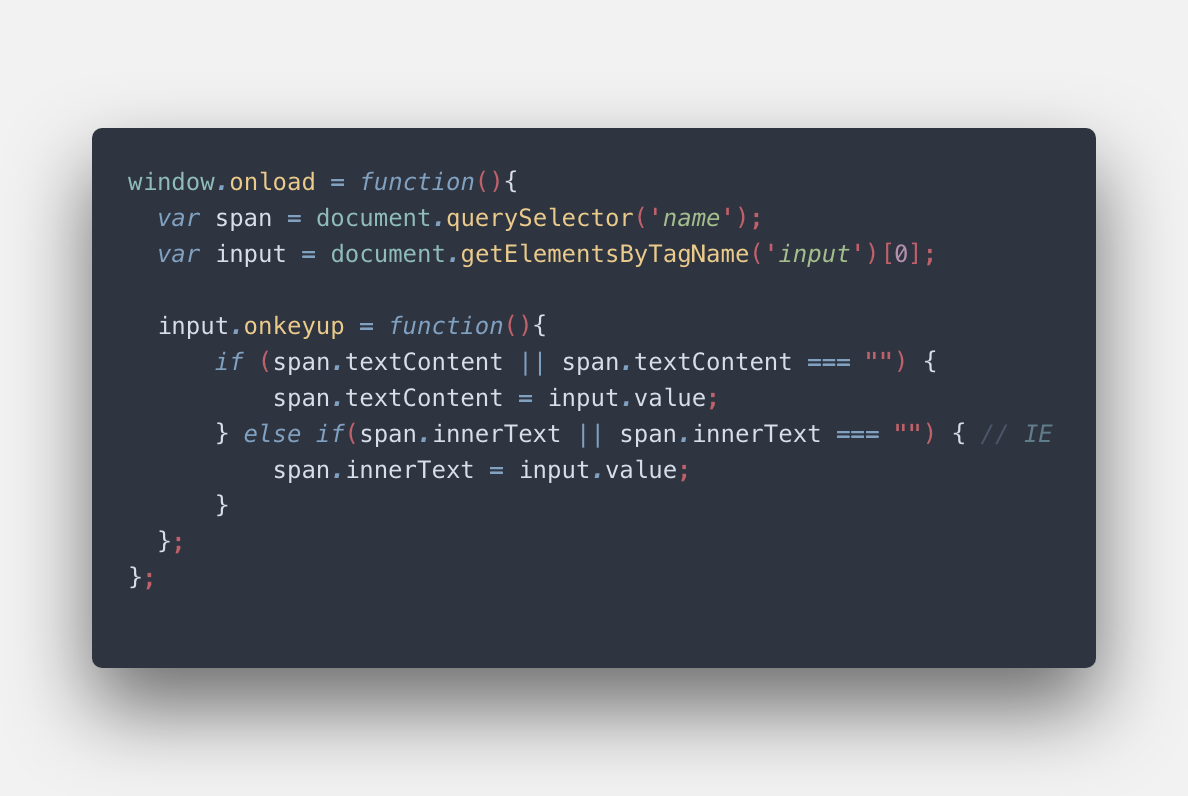 window.onload = function(){
  var span = document.querySelector('name');
  var input = document.getElementsByTagName('input')[0];

  input.onkeyup = function(){
      if (span.textContent || span.textContent === "") {
          span.textContent = input.value;
      } else if(span.innerText || span.innerText === "") { // IE
          span.innerText = input.value;
      }
  };
};